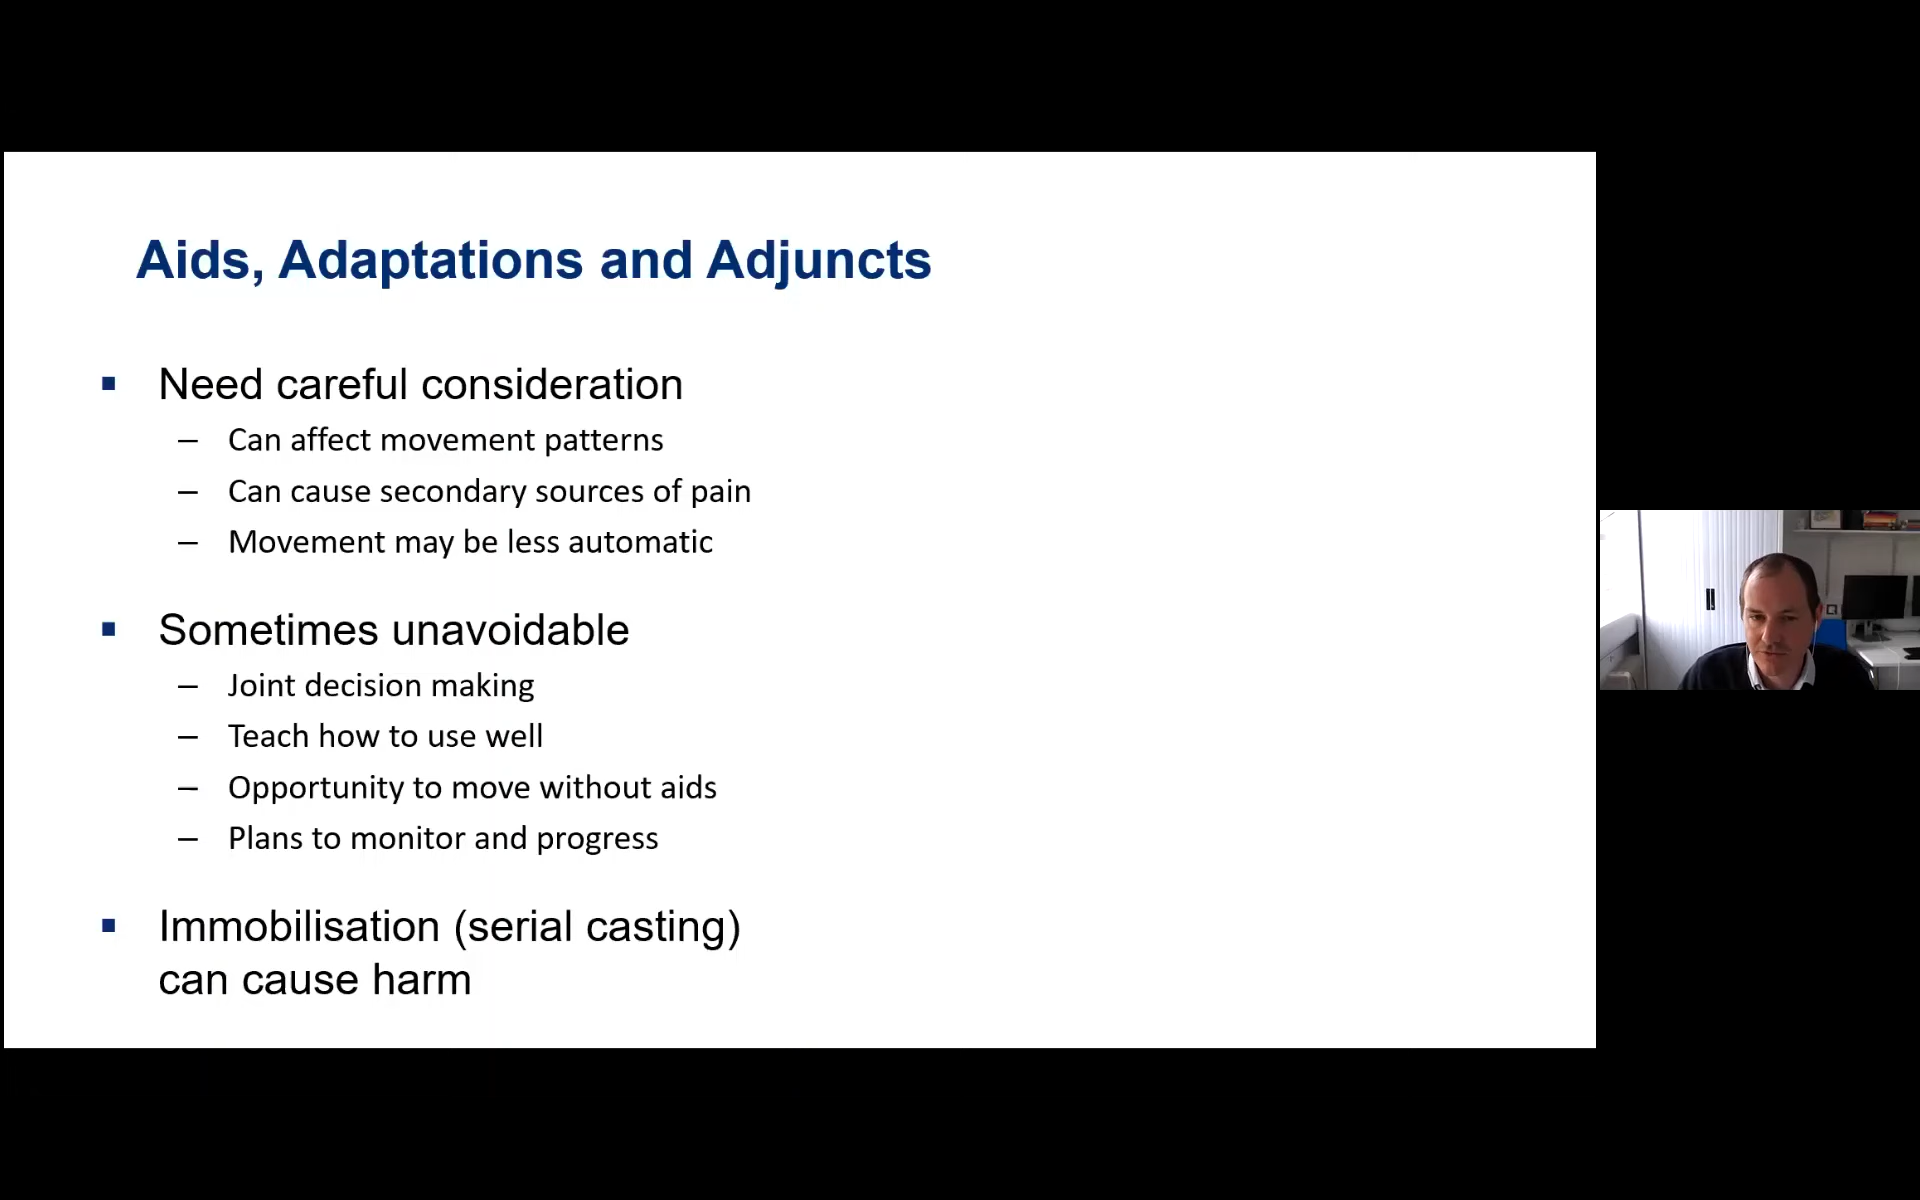 Aids, Adaptations and Adjuncts
▪ Need careful consideration
– Can affect movement patterns
– Can cause secondary sources of pain
– Movement may be less automatic
▪ Sometimes unavoidable
– Joint decision making
– Teach how to use well
– Opportunity to move without aids
– Plans to monitor and progress
▪ Immobilisation (serial casting)
can cause harm